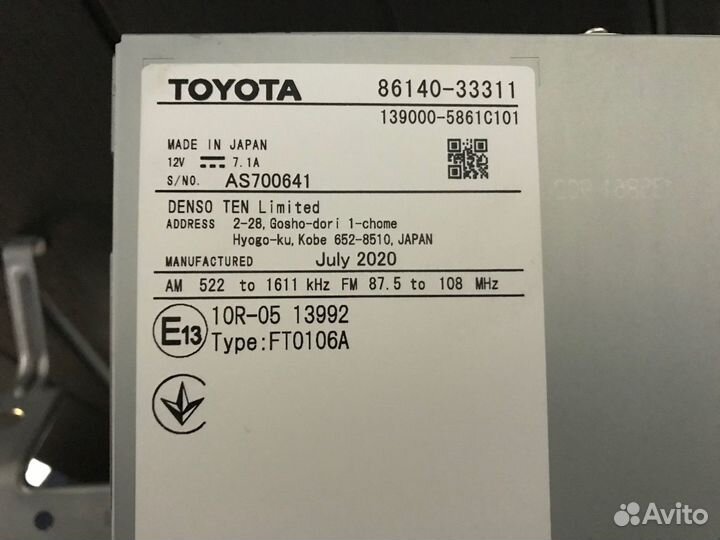 TOYOTA 86140-33311
139000-5861C101
MADE IN JAPAN
12V 7.1A
S/NO. AS700641
DENSO TEN Limited
ADDRESS 2-28, Gosho-dori 1-chome
Hyogo-ku, Kobe 652-8510, JAPAN
MANUFACTURED July 2020
AM 522 to 1611 kHz FM 87.5 to 108 MHz
E13 10R-05 13992
Type:FT0106A
Avito